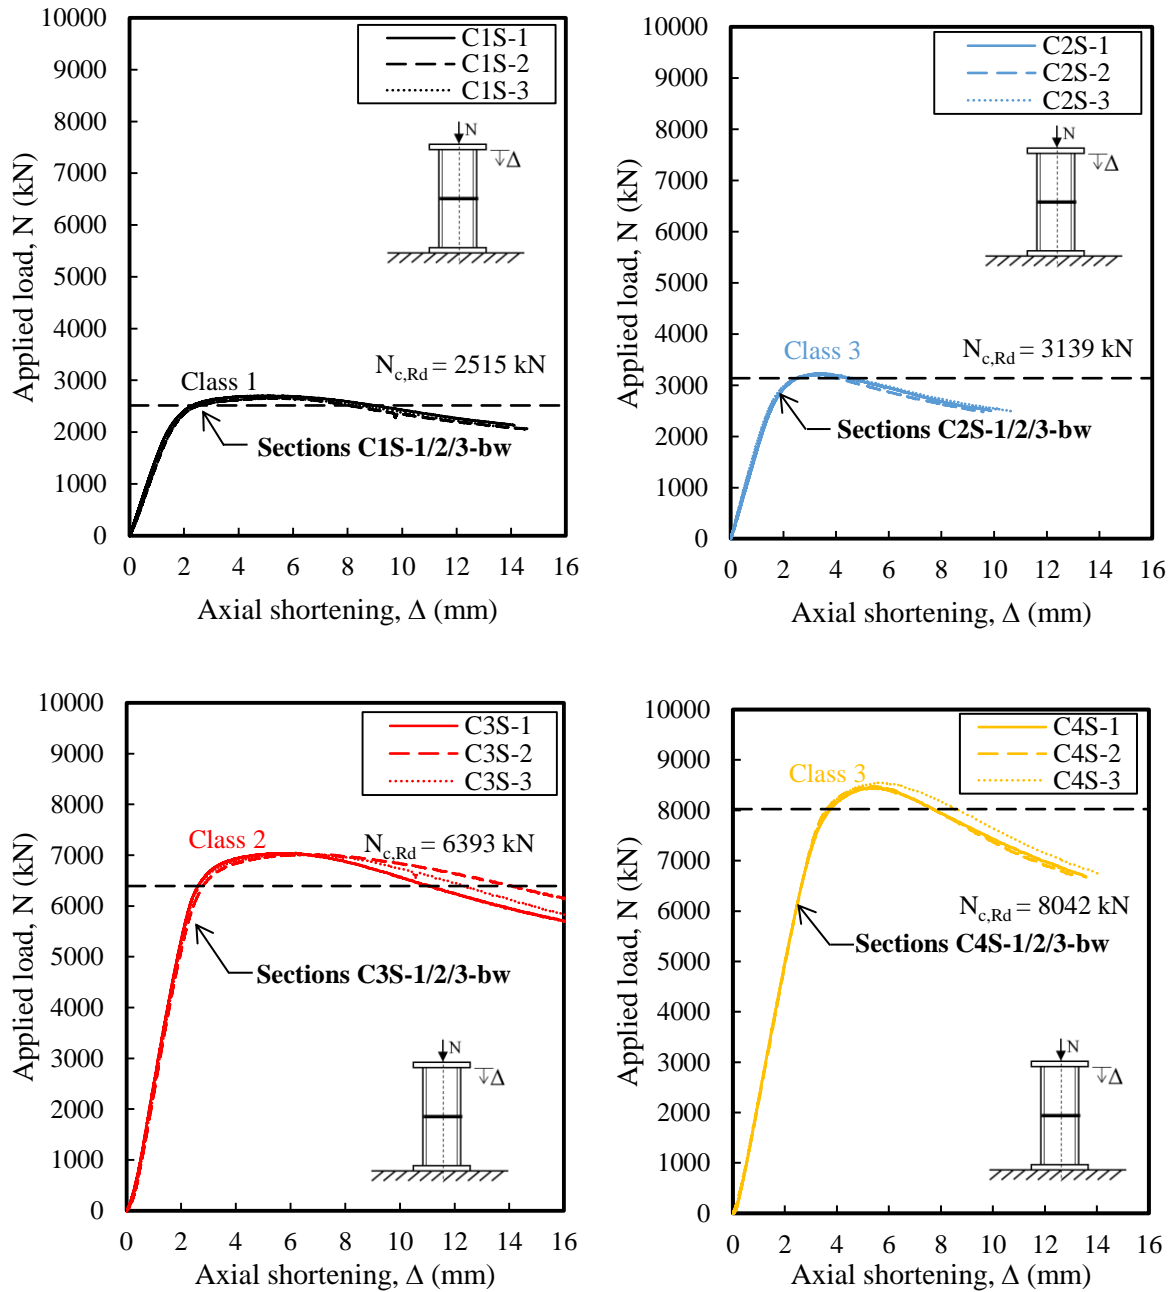 10000
9000
8000
7000
6000
5000
4000
3000
2000
1000
0
0 2 4 6 8 10 12 14 16
Applied load, N (kN)
Axial shortening, Δ (mm)
C1S-1
C1S-2
C1S-3
N
Δ
N_{c,Rd} = 2515 kN
Class 1
Sections C1S-1/2/3-bw
10000
9000
8000
7000
6000
5000
4000
3000
2000
1000
0
0 2 4 6 8 10 12 14 16
Applied load, N (kN)
Axial shortening, Δ (mm)
C2S-1
C2S-2
C2S-3
N
Δ
Class 3
N_{c,Rd} = 3139 kN
Sections C2S-1/2/3-bw
10000
9000
8000
7000
6000
5000
4000
3000
2000
1000
0
0 2 4 6 8 10 12 14 16
Applied load, N (kN)
Axial shortening, Δ (mm)
C3S-1
C3S-2
C3S-3
Class 2
N_{c,Rd} = 6393 kN
Sections C3S-1/2/3-bw
N
Δ
10000
9000
8000
7000
6000
5000
4000
3000
2000
1000
0
0 2 4 6 8 10 12 14 16
Applied load, N (kN)
Axial shortening, Δ (mm)
C4S-1
C4S-2
C4S-3
Class 3
N_{c,Rd} = 8042 kN
Sections C4S-1/2/3-bw
N
Δ